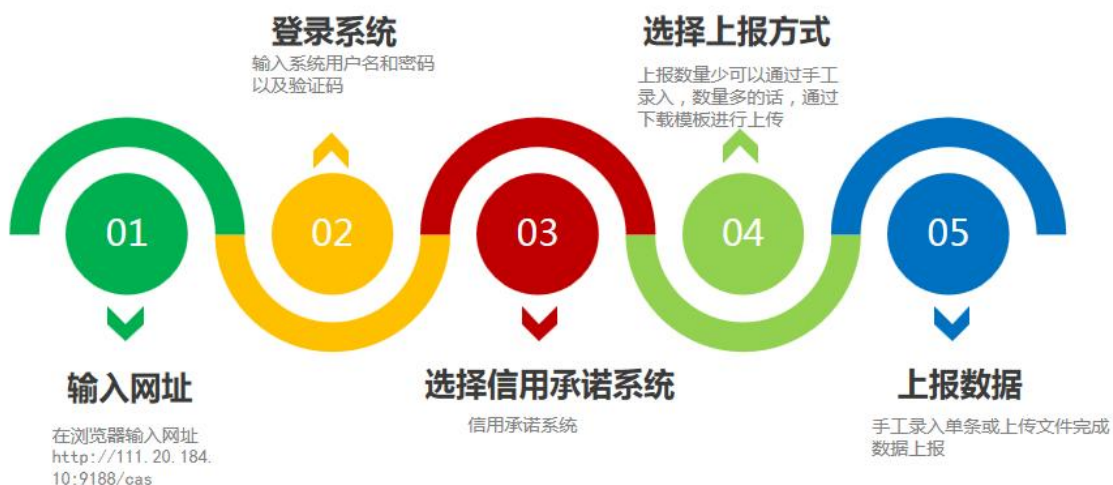 登录系统
输入系统用户名和密码
以及验证码
选择上报方式
上报数量少可以通过手工
录入，数量多的话，通过
下载模板进行上传
01
02
03
04
05
输入网址
在浏览器输入网址
http://111.20.184.
10:9188/cas
选择信用承诺系统
信用承诺系统
上报数据
手工录入单条或上传文件完成
数据上报